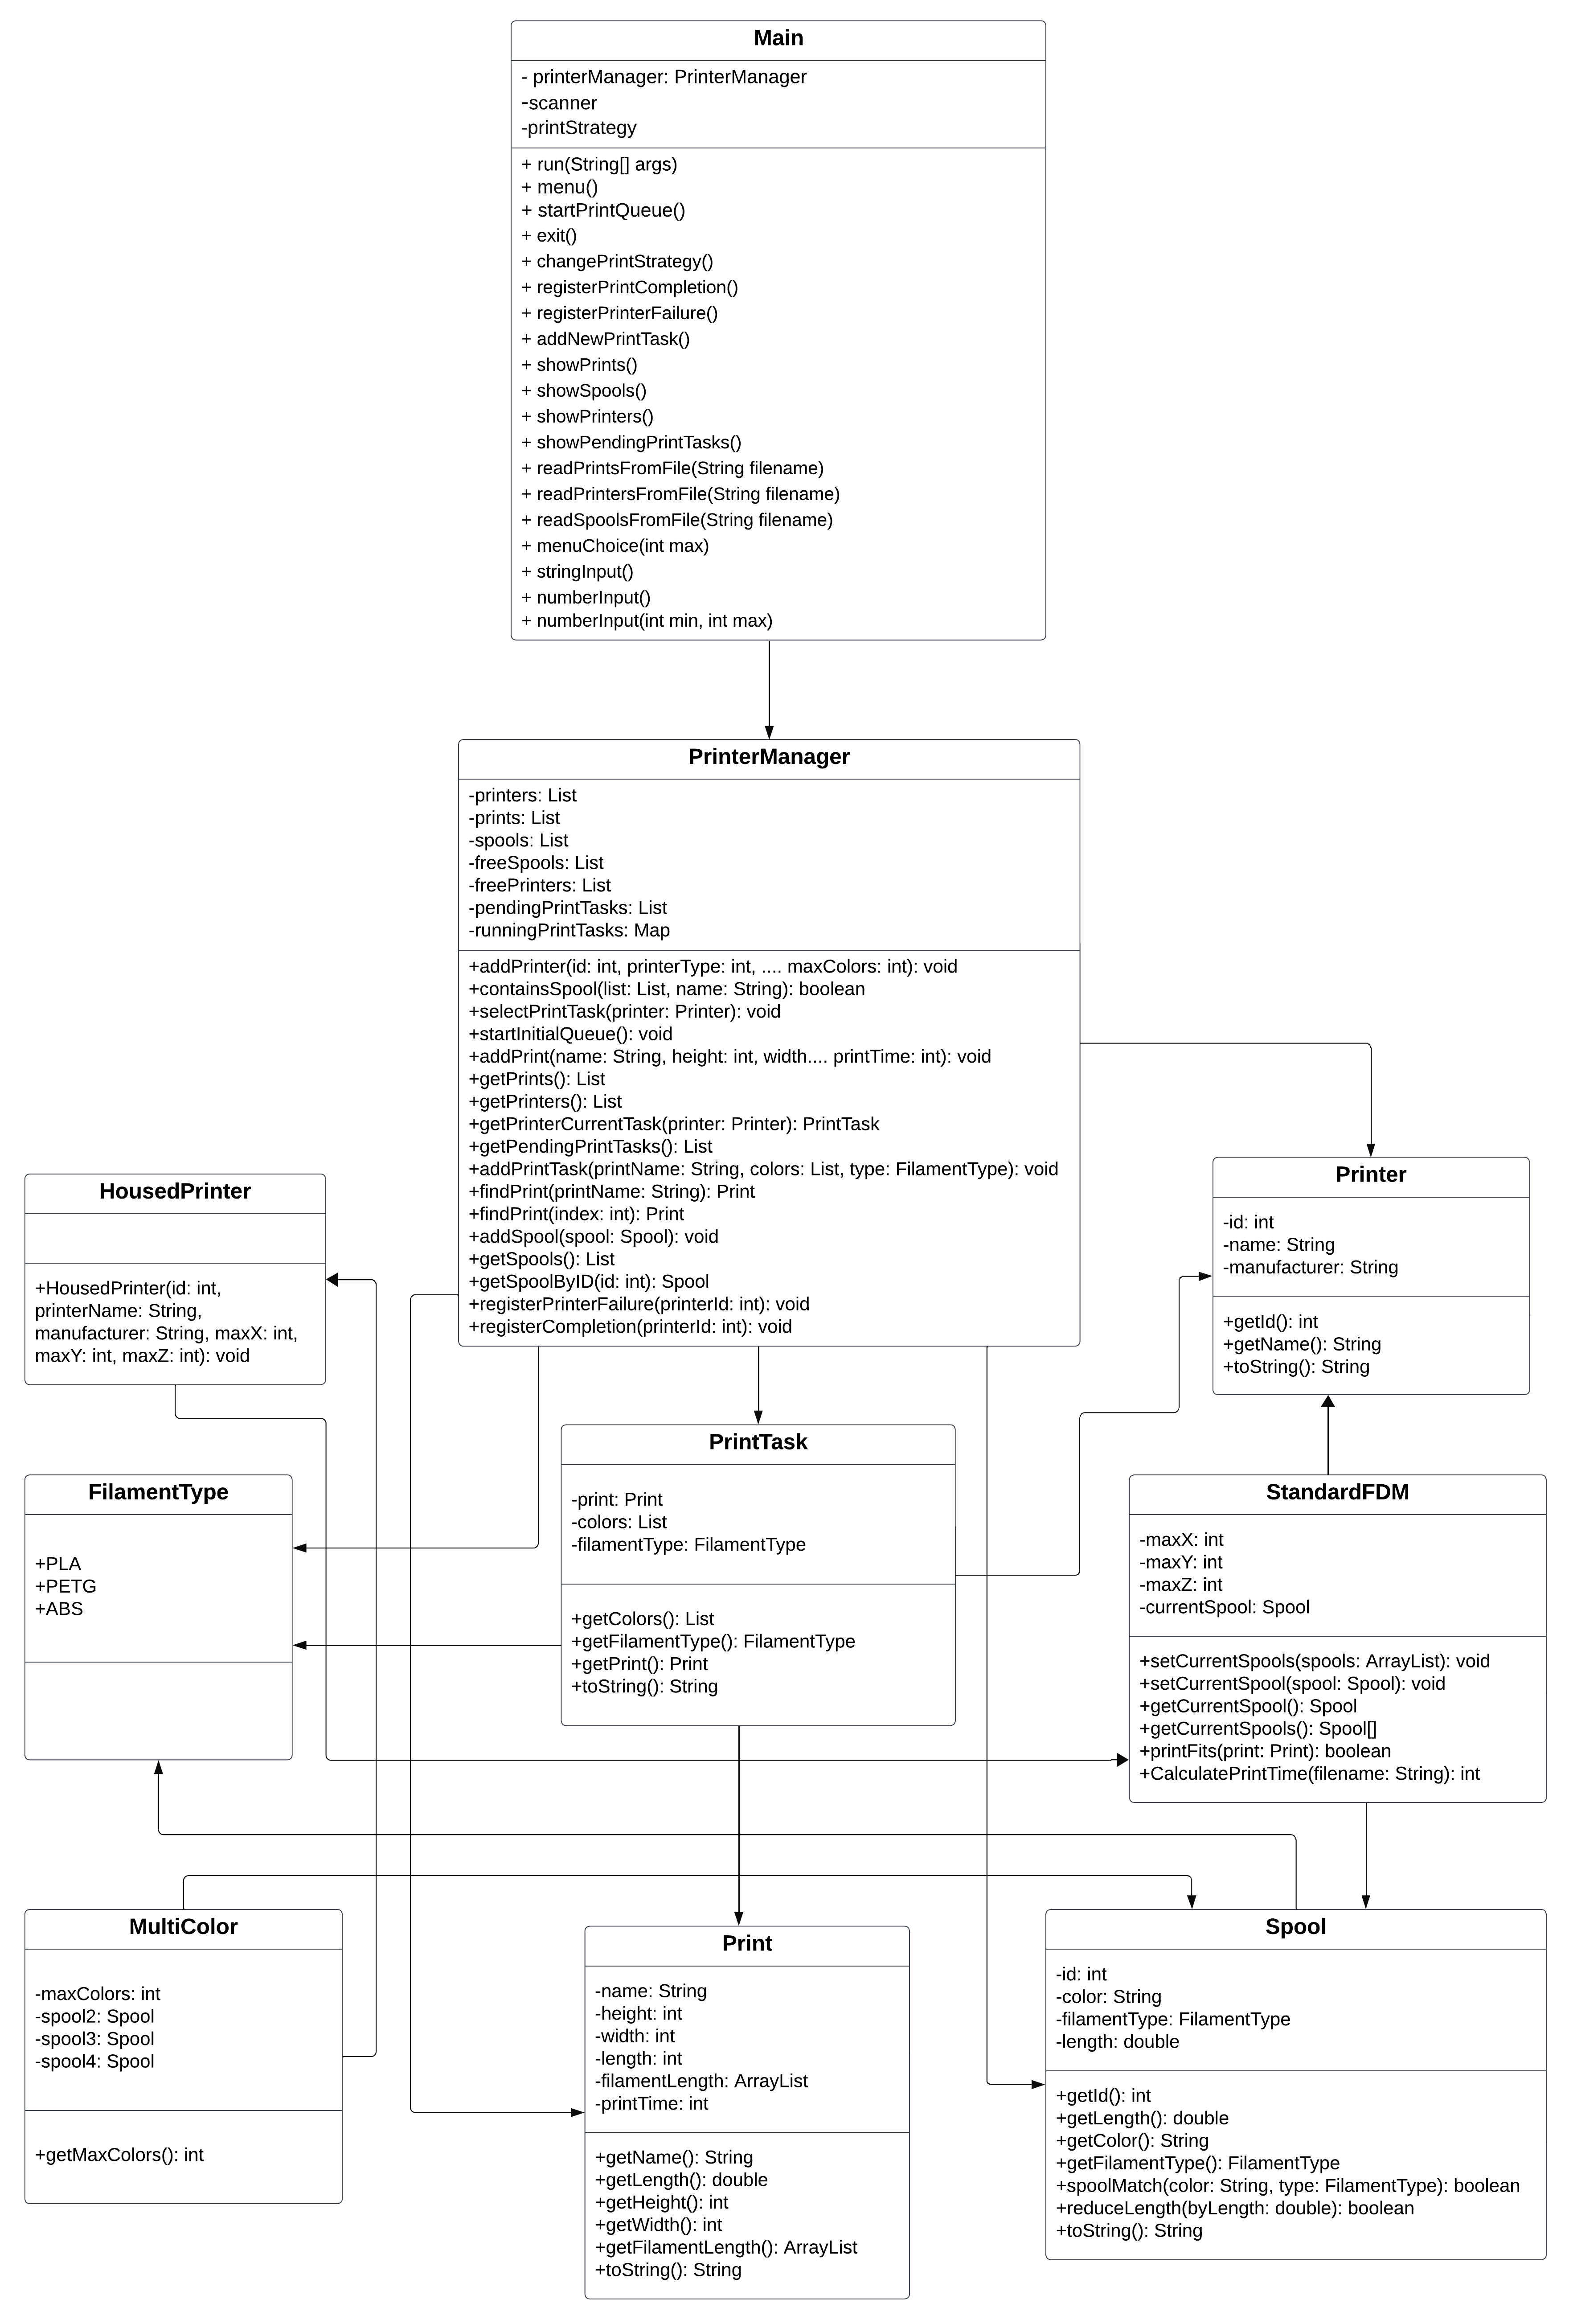 Main
- printerManager: PrinterManager
-scanner
-printStrategy
+ run(String[] args)
+ menu()
+ startPrintQueue()
+ exit()
+ changePrintStrategy()
+ registerPrintCompletion()
+ registerPrinterFailure()
+ addNewPrintTask()
+ showPrints()
+ showSpools()
+ showPrinters()
+ showPendingPrintTasks()
+ readPrintsFromFile(String filename)
+ readPrintersFromFile(String filename)
+ readSpoolsFromFile(String filename)
+ menuChoice(int max)
+ stringInput()
+ numberInput()
+ numberInput(int min, int max)
PrinterManager
-printers: List
-prints: List
-spools: List
-freeSpools: List
-freePrinters: List
-pendingPrintTasks: List
-runningPrintTasks: Map
+addPrinter(id: int, printerType: int, .... maxColors: int): void
+containsSpool(list: List, name: String): boolean
+selectPrintTask(printer: Printer): void
+startInitialQueue(): void
+addPrint(name: String, height: int, width.... printTime: int): void
+getPrints(): List
+getPrinters(): List
+getPrinterCurrentTask(printer: Printer): PrintTask
+getPendingPrintTasks(): List
+addPrintTask(printName: String, colors: List, type: FilamentType): void
+findPrint(printName: String): Print
+findPrint(index: int): Print
+addSpool(spool: Spool): void
+getSpools(): List
+getSpoolByID(id: int): Spool
+registerPrinterFailure(printerId: int): void
+registerCompletion(printerId: int): void
HousedPrinter
+HousedPrinter(id: int,
printerName: String,
manufacturer: String, maxX: int,
maxY: int, maxZ: int): void
Printer
-id: int
-name: String
-manufacturer: String
+getId(): int
+getName(): String
+toString(): String
FilamentType
+PLA
+PETG
+ABS
PrintTask
-print: Print
-colors: List
-filamentType: FilamentType
+getColors(): List
+getFilamentType(): FilamentType
+getPrint(): Print
+toString(): String
StandardFDM
-maxX: int
-maxY: int
-maxZ: int
-currentSpool: Spool
+setCurrentSpools(spools: ArrayList): void
+setCurrentSpool(spool: Spool): void
+getCurrentSpool(): Spool
+getCurrentSpools(): Spool[]
+printFits(print: Print): boolean
+CalculatePrintTime(filename: String): int
MultiColor
-maxColors: int
-spool2: Spool
-spool3: Spool
-spool4: Spool
+getMaxColors(): int
Print
-name: String
-height: int
-width: int
-length: int
-filamentLength: ArrayList
-printTime: int
+getName(): String
+getLength(): double
+getHeight(): int
+getWidth(): int
+getFilamentLength(): ArrayList
+toString(): String
Spool
-id: int
-color: String
-filamentType: FilamentType
-length: double
+getId(): int
+getLength(): double
+getColor(): String
+getFilamentType(): FilamentType
+spoolMatch(color: String, type: FilamentType): boolean
+reduceLength(byLength: double): boolean
+toString(): String